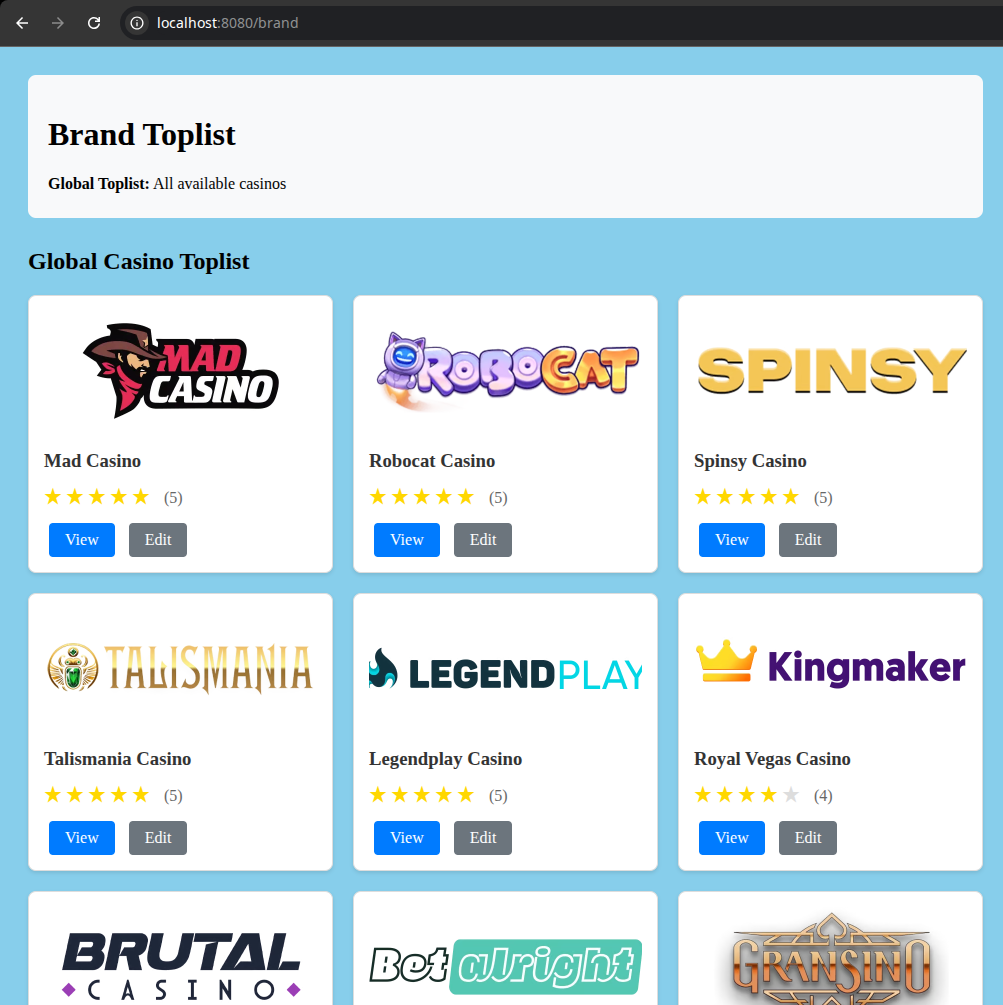 localhost:8080/brand
Brand Toplist
Global Toplist: All available casinos
Global Casino Toplist
MAD
CASINO
ROBOCAT
SPINSY
Mad Casino
Robocat Casino
Spinsy Casino
★★★★★ (5)
★★★★★ (5)
★★★★★ (5)
View Edit
View Edit
View Edit
TALISMANIA
LEGENDPLAY
Kingmaker
Talismania Casino
Legendplay Casino
Royal Vegas Casino
★★★★★ (5)
★★★★★ (5)
★★★★★ (4)
View Edit
View Edit
View Edit
BRUTAL
CASINO
Bet alright
GRANSINO